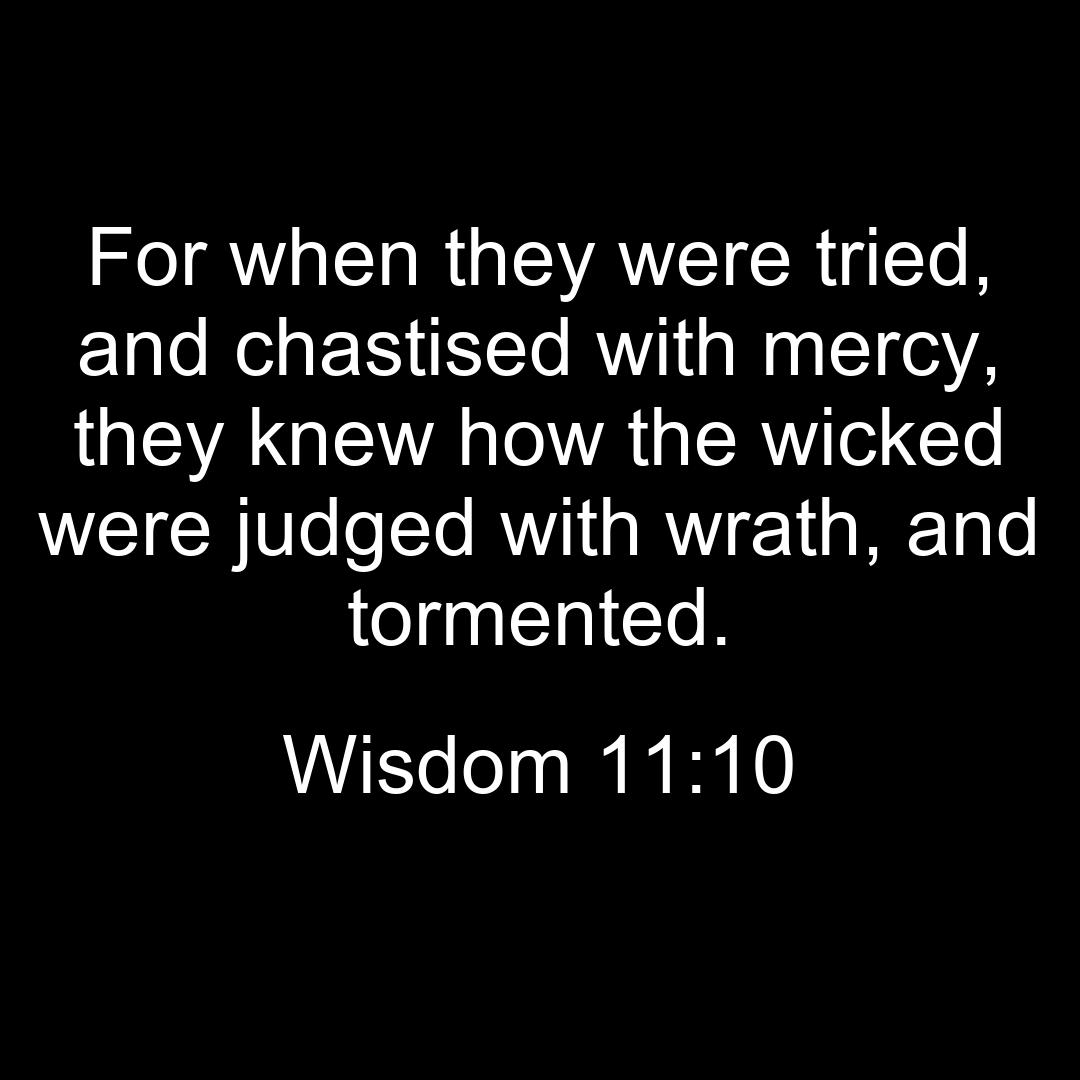 For when they were tried,
and chastised with mercy,
they knew how the wicked
were judged with wrath, and
tormented.
Wisdom 11:10